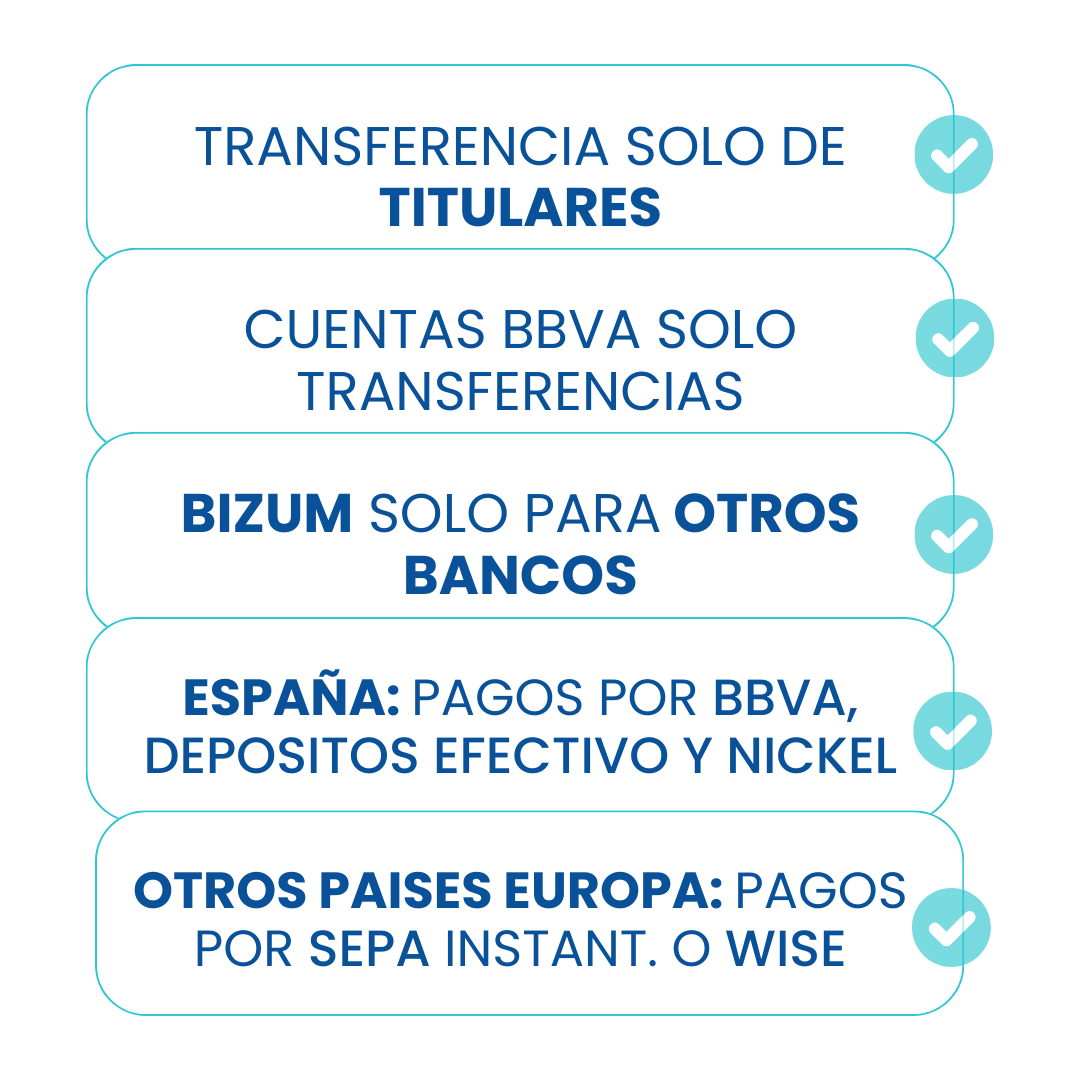 TRANSFERENCIA SOLO DE
TITULARES
CUENTAS BBVA SOLO
TRANSFERENCIAS
BIZUM SOLO PARA OTROS
BANCOS
ESPAÑA: PAGOS POR BBVA,
DEPOSITOS EFECTIVO Y NICKEL
OTROS PAISES EUROPA: PAGOS
POR SEPA INSTANT. O WISE